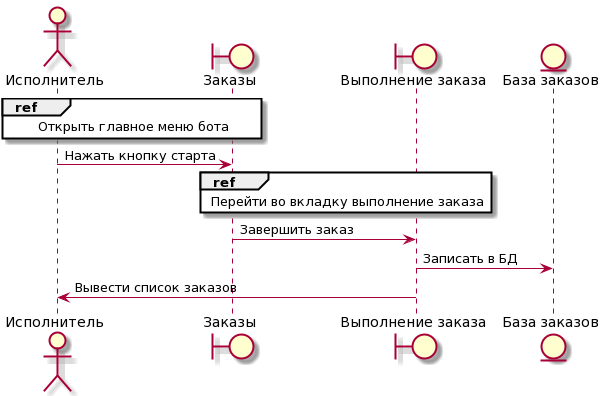 Исполнитель
Заказы
Выполнение заказа
База заказов
ref
Открыть главное меню бота
Нажать кнопку старта
ref
Перейти во вкладку выполнение заказа
Завершить заказ
Записать в БД
Вывести список заказов
Исполнитель
Заказы
Выполнение заказа
База заказов